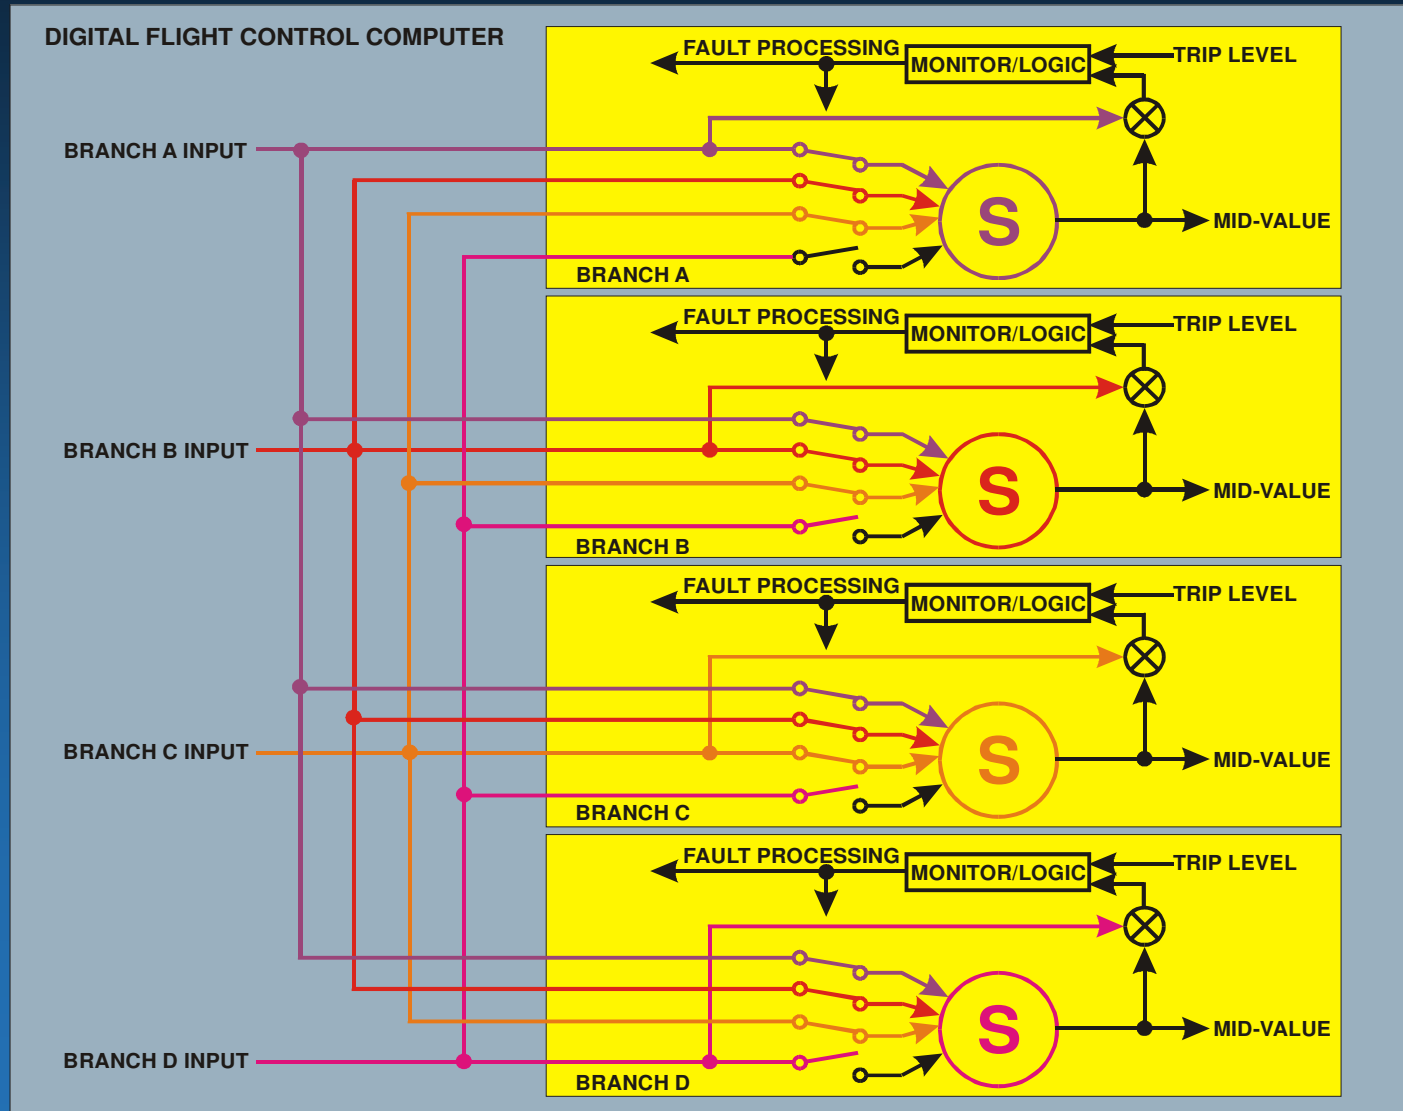 DIGITAL FLIGHT CONTROL COMPUTER
FAULT PROCESSING
MONITOR/LOGIC
TRIP LEVEL
BRANCH A INPUT
S
MID-VALUE
BRANCH A
FAULT PROCESSING
MONITOR/LOGIC
TRIP LEVEL
BRANCH B INPUT
S
MID-VALUE
BRANCH B
FAULT PROCESSING
MONITOR/LOGIC
TRIP LEVEL
BRANCH C INPUT
S
MID-VALUE
BRANCH C
FAULT PROCESSING
MONITOR/LOGIC
TRIP LEVEL
S
MID-VALUE
BRANCH D INPUT
BRANCH D